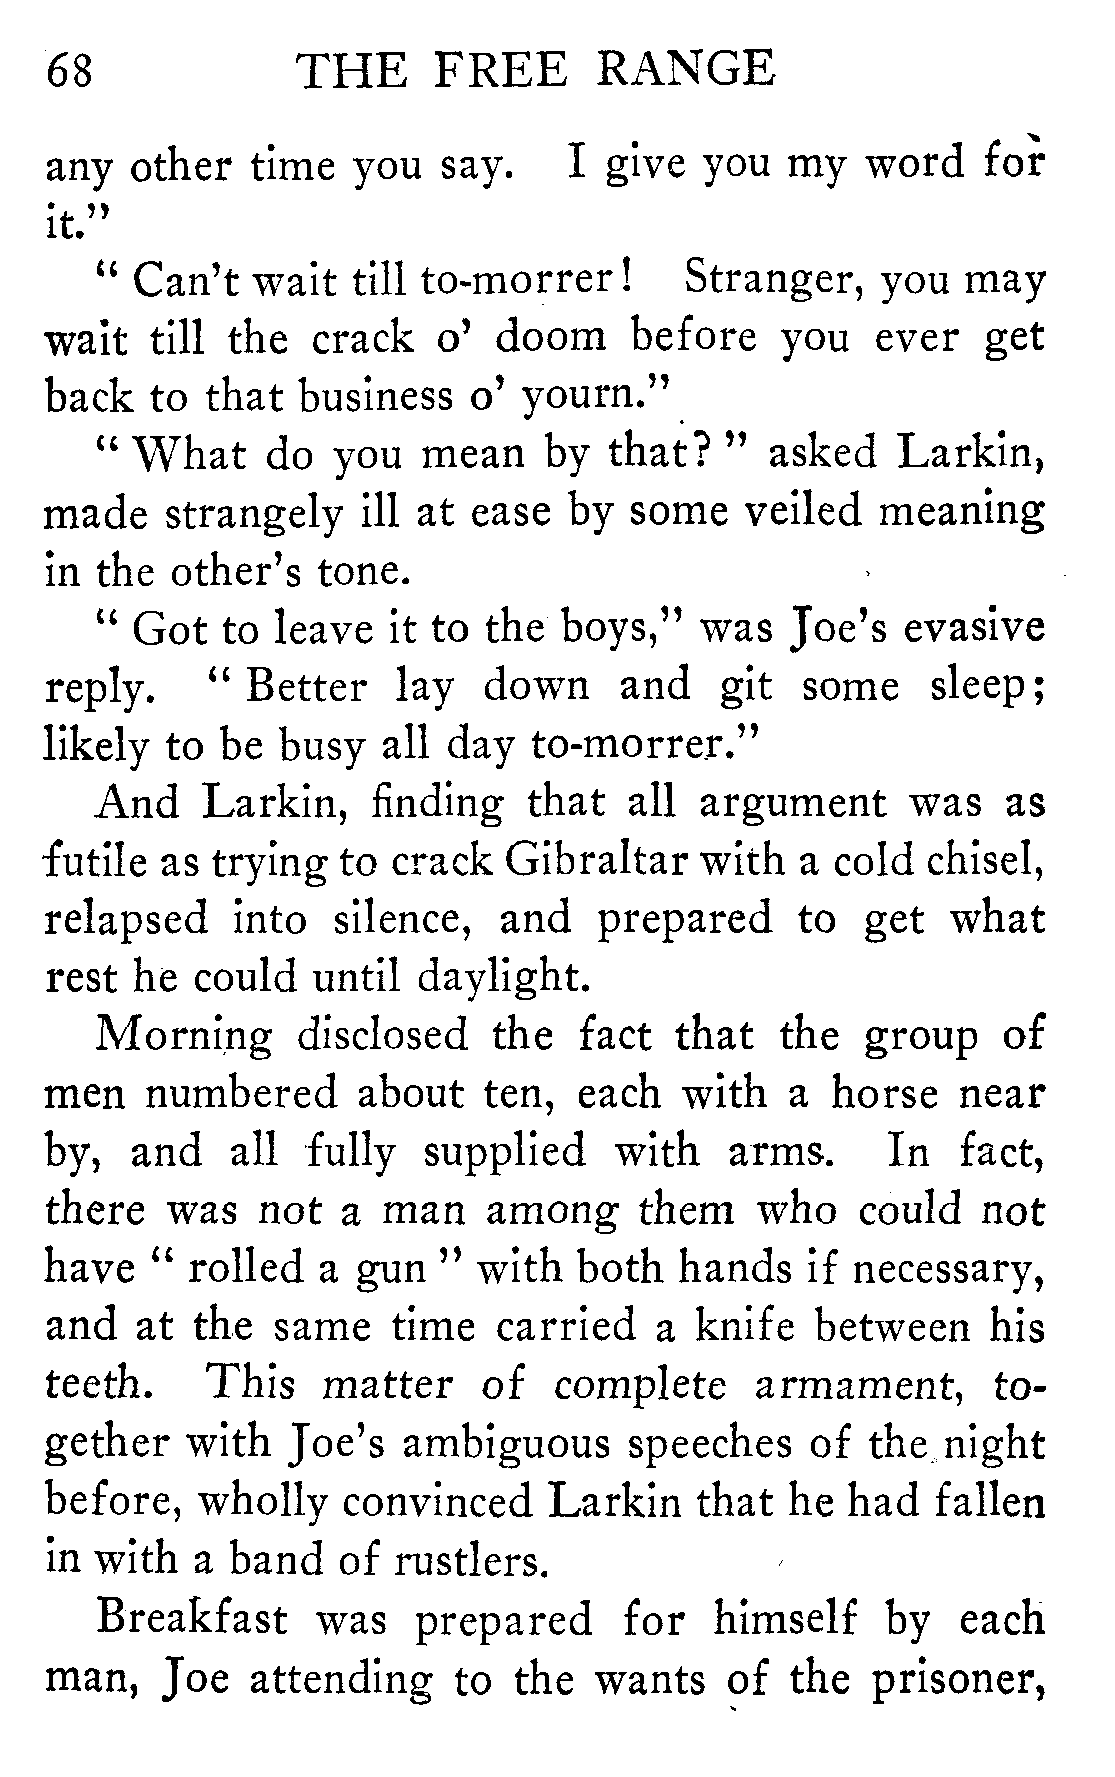 68 THE FREE RANGE
any other time you say. I give you my word for
it."
" Can't wait till to-morrer! Stranger, you may
wait till the crack o' doom before you ever get
back to that business o' yourn."
" What do you mean by that? " asked Larkin,
made strangely ill at ease by some veiled meaning
in the other's tone.
" Got to leave it to the boys," was Joe's evasive
reply. " Better lay down and git some sleep;
likely to be busy all day to-morrer."
And Larkin, finding that all argument was as
futile as trying to crack Gibraltar with a cold chisel,
relapsed into silence, and prepared to get what
rest he could until daylight.
Morning disclosed the fact that the group of
men numbered about ten, each with a horse near
by, and all fully supplied with arms. In fact,
there was not a man among them who could not
have " rolled a gun " with both hands if necessary,
and at the same time carried a knife between his
teeth. This matter of complete armament, to-
gether with Joe's ambiguous speeches of the night
before, wholly convinced Larkin that he had fallen
in with a band of rustlers.
Breakfast was prepared for himself by each
man, Joe attending to the wants of the prisoner,